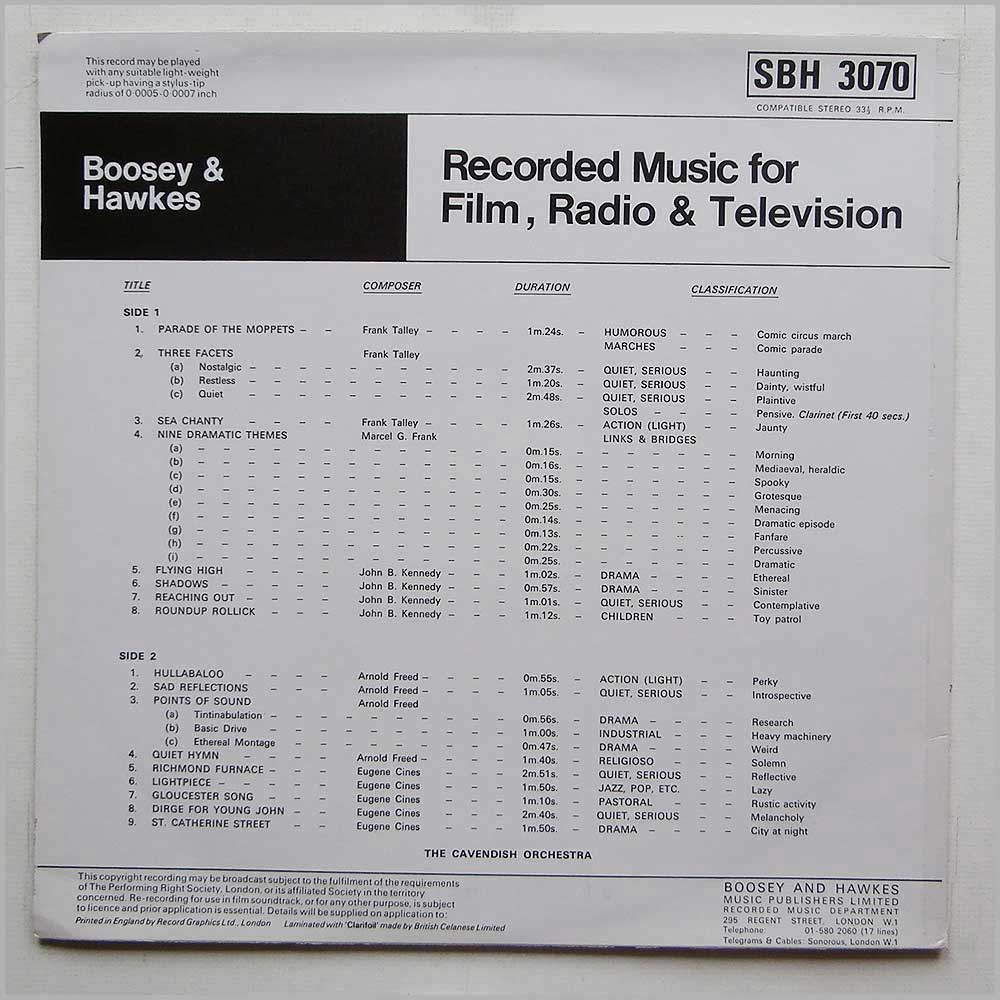 This record may be played
with any suitable light-weight
pick-up having a stylus-tip
radius of 0·0005-0·0007 inch
SBH 3070
COMPATIBLE STEREO 33⅓ R.P.M.
Boosey &
Hawkes
Recorded Music for
Film, Radio & Television
TITLE COMPOSER DURATION CLASSIFICATION
SIDE 1
1. PARADE OF THE MOPPETS – – Frank Talley – – – – 1m.24s. – HUMOROUS – – – Comic circus march
MARCHES – – – Comic parade
2. THREE FACETS Frank Talley
(a) Nostalgic – – – – – – – – – – – 2m.37s. – QUIET, SERIOUS – – Haunting
(b) Restless – – – – – – – – – – – 1m.20s. – QUIET, SERIOUS – – Dainty, wistful
(c) Quiet – – – – – – – – – – – 2m.48s. – QUIET, SERIOUS – – Plaintive
SOLOS – – – – Pensive. Clarinet (First 40 secs.)
3. SEA CHANTY – – – – – Frank Talley – – – – 1m.26s. – ACTION (LIGHT) – – Jaunty
4. NINE DRAMATIC THEMES Marcel G. Frank LINKS & BRIDGES
(a) – – – – – – – – – – – – – 0m.15s. – – – – – – – Morning
(b) – – – – – – – – – – – – – 0m.16s. – – – – – – – Mediaeval, heraldic
(c) – – – – – – – – – – – – – 0m.15s. – – – – – – – Spooky
(d) – – – – – – – – – – – – – 0m.30s. – – – – – – – Grotesque
(e) – – – – – – – – – – – – – 0m.25s. – – – – – – – Menacing
(f) – – – – – – – – – – – – – 0m.14s. – – – – – – – Dramatic episode
(g) – – – – – – – – – – – – – 0m.13s. – – – – – – – Fanfare
(h) – – – – – – – – – – – – – 0m.22s. – – – – – – – Percussive
(i) – – – – – – – – – – – – – 0m.25s. – – – – – – – Dramatic
5. FLYING HIGH – – – – – John B. Kennedy – – – 1m.02s. – DRAMA – – – – Ethereal
6. SHADOWS – – – – – – John B. Kennedy – – – 0m.57s. – DRAMA – – – – Sinister
7. REACHING OUT – – – – John B. Kennedy – – – 1m.01s. – QUIET, SERIOUS – – Contemplative
8. ROUNDUP ROLLICK – – – John B. Kennedy – – – 1m.12s. – CHILDREN – – – Toy patrol
SIDE 2
1. HULLABALOO – – – – Arnold Freed – – – – 0m.55s. – ACTION (LIGHT) – – Perky
2. SAD REFLECTIONS – – – Arnold Freed – – – – 1m.05s. – QUIET, SERIOUS – – Introspective
3. POINTS OF SOUND Arnold Freed
(a) Tintinabulation – – – – – – – – – – 0m.56s. – DRAMA – – – – Research
(b) Basic Drive – – – – – – – – – – 1m.00s. – INDUSTRIAL – – – Heavy machinery
(c) Ethereal Montage – – – – – – – – – 0m.47s. – DRAMA – – – – Weird
4. QUIET HYMN – – – – Arnold Freed – – – – 1m.40s. – RELIGIOSO – – – Solemn
5. RICHMOND FURNACE – – – Eugene Cines – – – – 2m.51s. – QUIET, SERIOUS – – Reflective
6. LIGHTPIECE – – – – – Eugene Cines – – – – 1m.50s. – JAZZ, POP, ETC. – – Lazy
7. GLOUCESTER SONG – – – Eugene Cines – – – – 1m.10s. – PASTORAL – – – Rustic activity
8. DIRGE FOR YOUNG JOHN – – Eugene Cines – – – – 2m.40s. – QUIET, SERIOUS – – Melancholy
9. ST. CATHERINE STREET – – Eugene Cines – – – – 1m.50s. – DRAMA – – – – City at night
THE CAVENDISH ORCHESTRA
This copyright recording may be broadcast subject to the fulfilment of the requirements
of The Performing Right Society, London, or its affiliated Society in the territory
concerned. Re-recording for use in film soundtrack, or for any other purpose, is subject
to licence and prior application is essential. Details will be supplied on application to:
Printed in England by Record Graphics Ltd., London Laminated with 'Clarifoil' made by British Celanese Limited
BOOSEY AND HAWKES
MUSIC PUBLISHERS LIMITED
RECORDED MUSIC DEPARTMENT
295 REGENT STREET, LONDON W.1
Telephone: 01-580 2060 (17 lines)
Telegrams & Cables: Sonorous, London W.1